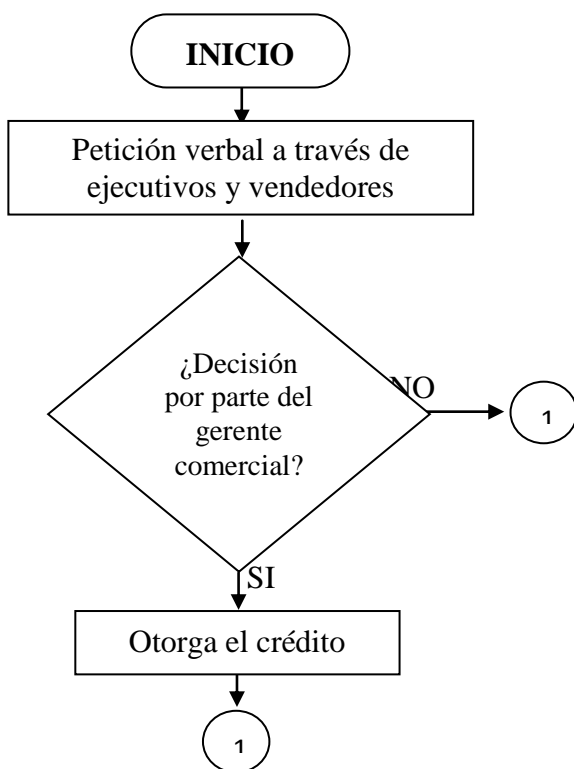 INICIO
Petición verbal a través de
ejecutivos y vendedores
¿Decisión
por parte del
gerente
comercial?
NO
1
SI
Otorga el crédito
1